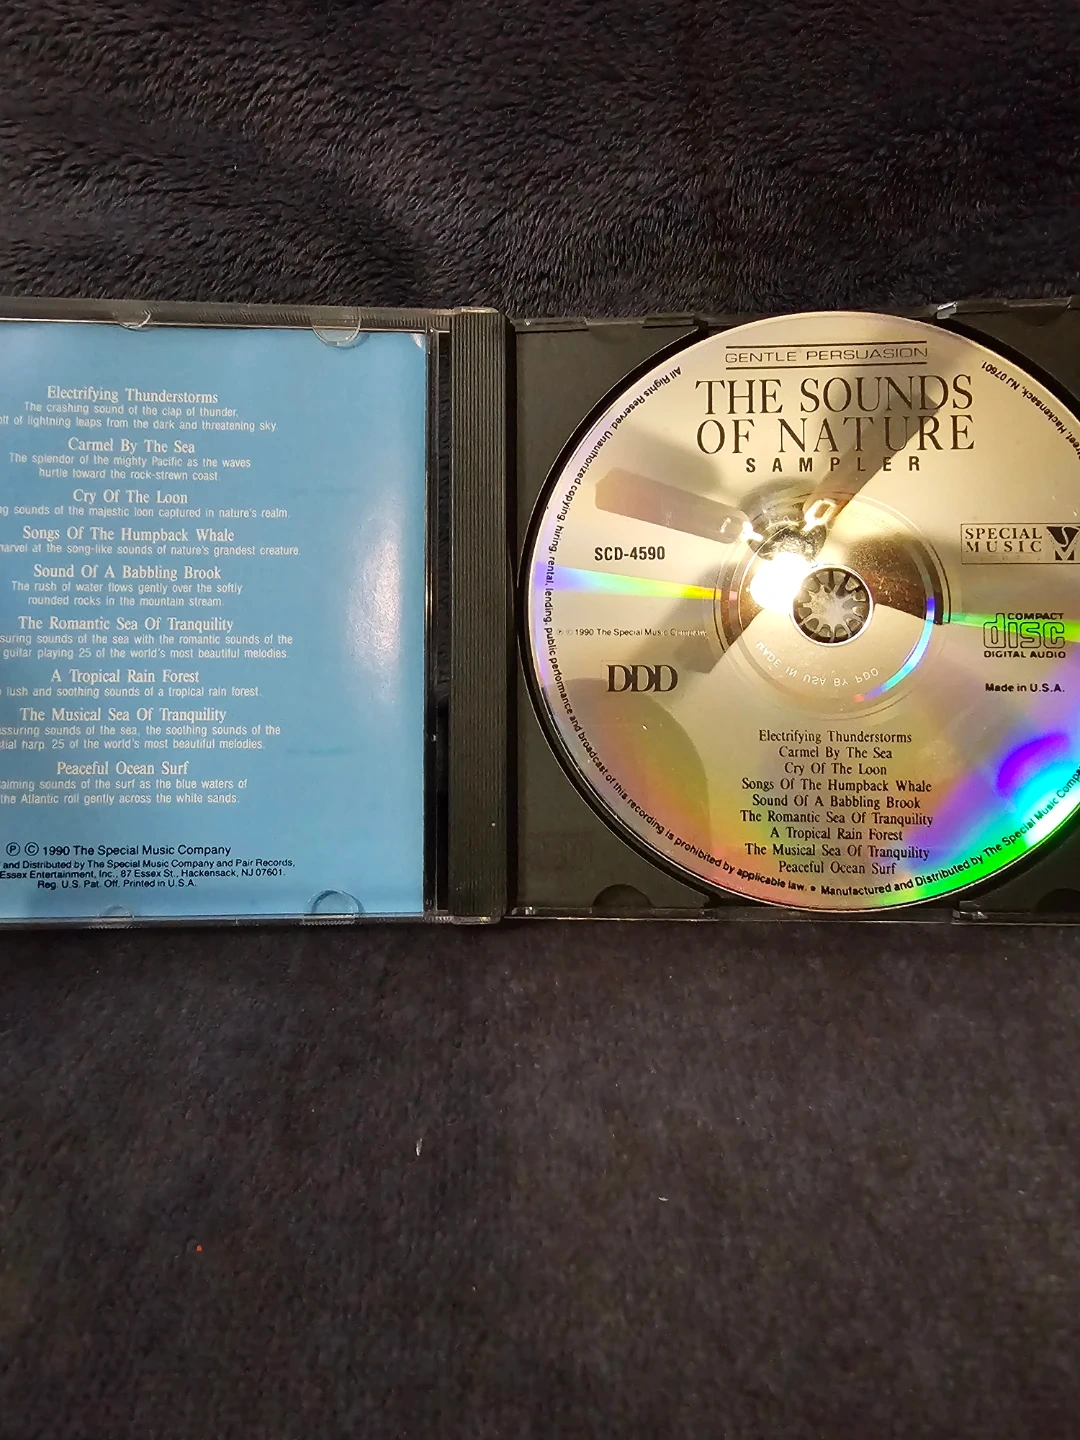 Electrifying Thunderstorms
The crashing sound of the clap of thunder.
of lightning leaps from the dark and threatening sky.
Carmel By The Sea
The splendor of the mighty Pacific as the waves
hurtle toward the rock-strewn coast.
Cry Of The Loon
sounds of the majestic loon captured in nature's realm.
Songs Of The Humpback Whale
marvel at the song-like sounds of nature's grandest creature.
Sound Of A Babbling Brook
The rush of water flows gently over the softly
rounded rocks in the mountain stream.
The Romantic Sea Of Tranquility
sounds of the sea with the romantic sounds of the
guitar playing 25 of the world's most beautiful melodies.
A Tropical Rain Forest
lush and soothing sounds of a tropical rain forest.
The Musical Sea Of Tranquility
sounds of the sea, the soothing sounds of the
harp. 25 of the world's most beautiful melodies.
Peaceful Ocean Surf
sounds of the surf as the blue waters of
the Atlantic roll gently across the white sands.
Ⓟ Ⓒ 1990 The Special Music Company
and Distributed by The Special Music Company and Pair Records,
Essex Entertainment, Inc., 87 Essex St., Hackensack, NJ 07601.
Reg. U.S. Pat. Off. Printed in U.S.A.
GENTLE PERSUASION
THE SOUNDS
OF NATURE
SAMPLER
SCD-4590
SPECIAL
MUSIC
Ⓟ Ⓒ 1990 The Special Music Company
COMPACT
disc
DIGITAL AUDIO
DDD
MADE IN USA BY PDO
Made in U.S.A.
Electrifying Thunderstorms
Carmel By The Sea
Cry Of The Loon
Songs Of The Humpback Whale
Sound Of A Babbling Brook
The Romantic Sea Of Tranquility
A Tropical Rain Forest
The Musical Sea Of Tranquility
Peaceful Ocean Surf
All Rights Reserved. Unauthorized copying, hiring, rental, lending, public performance and broadcast of this recording is prohibited by applicable law. • Manufactured and Distributed by The Special Music
Hackensack, NJ 07601